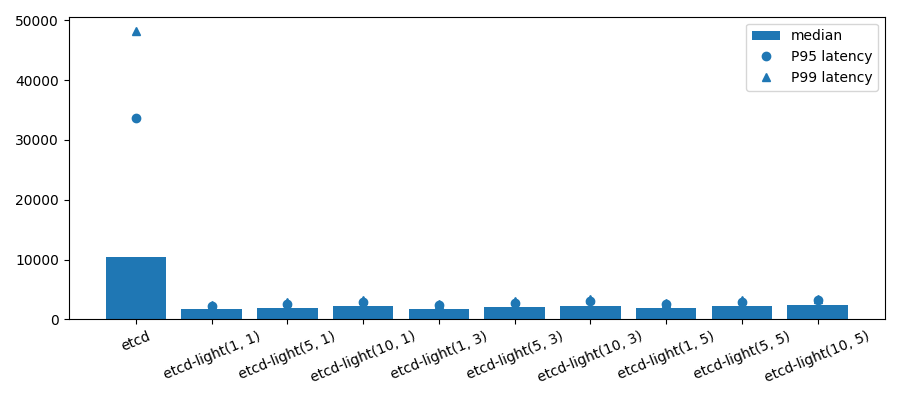 50000
40000
30000
20000
10000
0
median
P95 latency
P99 latency
etcd
etcd-light(1, 1)
etcd-light(5, 1)
etcd-light(10, 1)
etcd-light(1, 3)
etcd-light(5, 3)
etcd-light(10, 3)
etcd-light(1, 5)
etcd-light(5, 5)
etcd-light(10, 5)